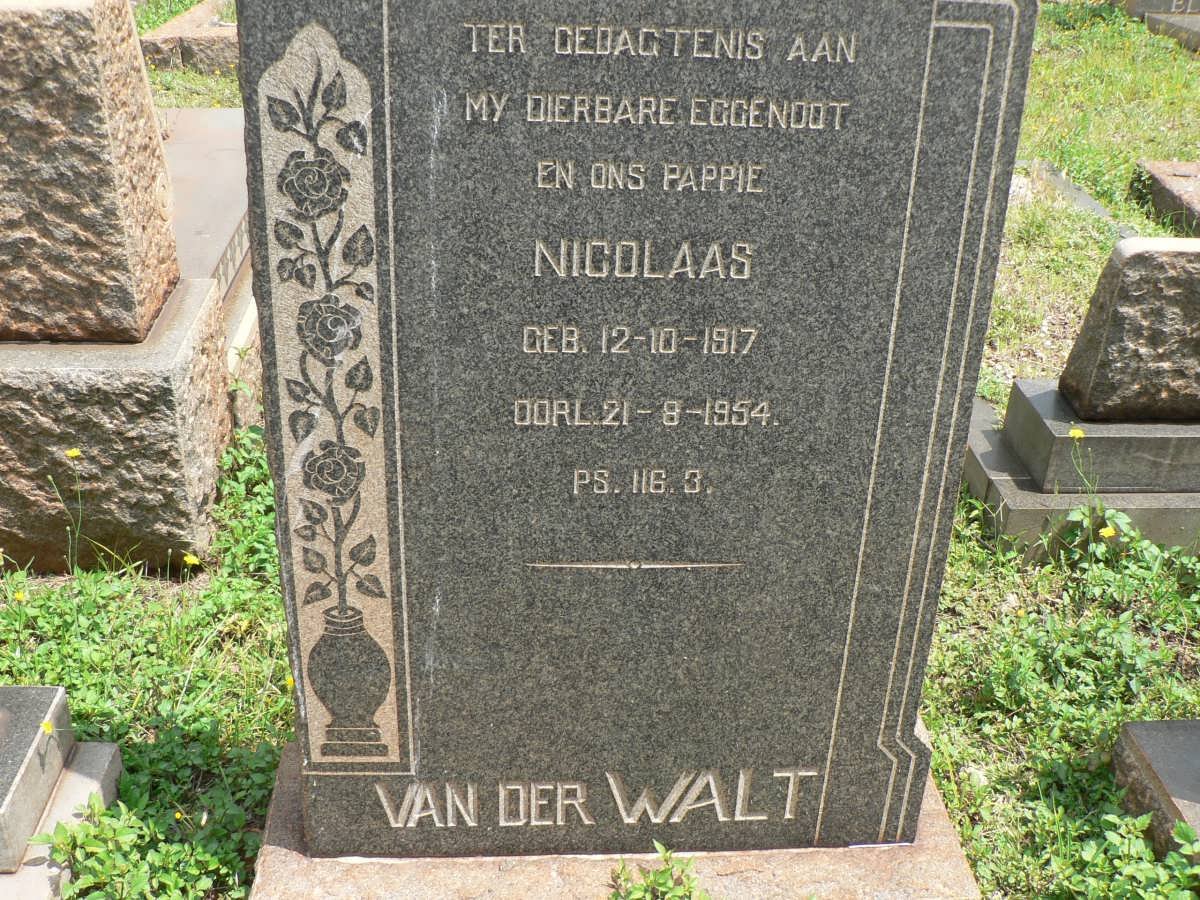 TER GEDAGTENIS AAN
MY DIERBARE EGGENOOT
EN ONS PAPPIE
NICOLAAS
GEB. 12-10-1917
OORL. 21-8-1954.
PS. 116. 3.
VAN DER WALT